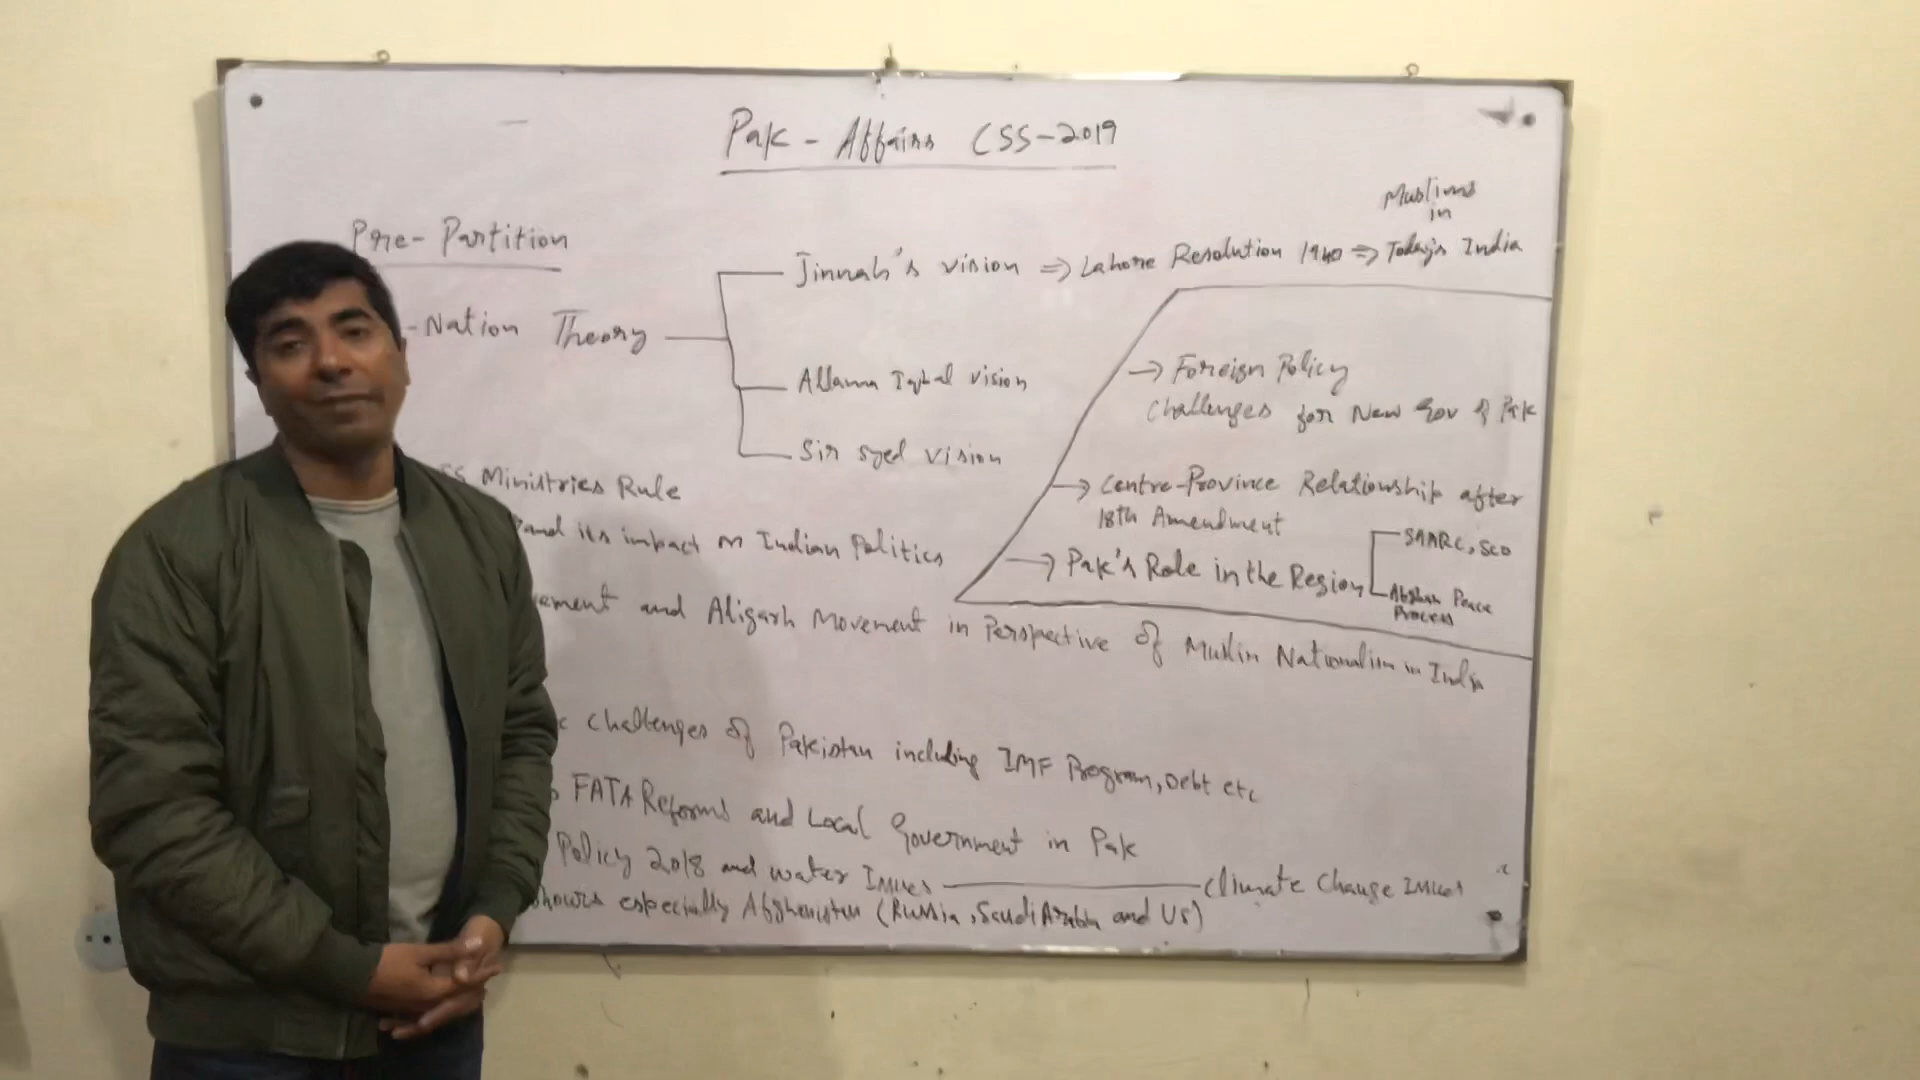 Pak - Affairs CSS-2019
Pre- Partition
-Nation Theory
Jinnah's vision => Lahore Resolution 1940 => Today's India
Muslims
in
Allama Iqbal vision
Sir syed vision
→ Foreign Policy
Challenges for New Gov of Pak
→ Centre-Province Relationship after
18th Amendment
→ Pak's Role in the Region
SAARC, SCO
Afghan Peace
Process
SS Ministries Rule
and its impact on Indian Politics
vement and Aligarh Movement in Perspective of Muslim Nationalism in India
c challenges of Pakistan including IMF Program, Debt etc
FATA Reforms and Local Government in Pak
Policy 2018 and water Issues — Climate Change Issues
bours especially Afghanistan (Russia, Saudi Arabia and US)